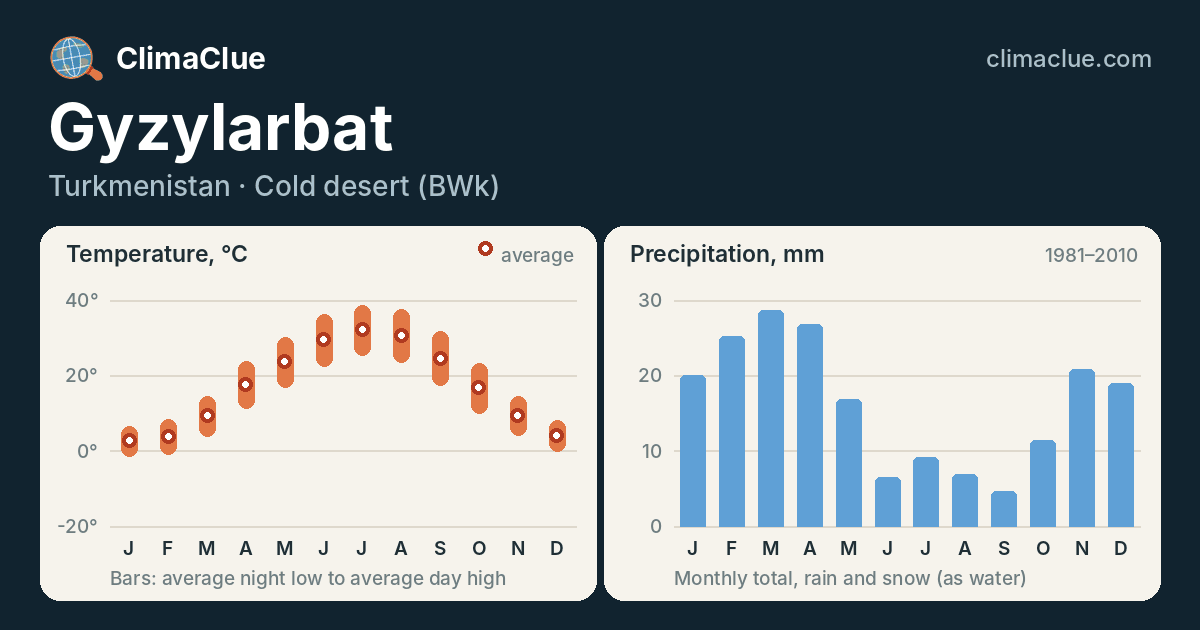 ClimaClue
climaclue.com
Gyzylarbat
Turkmenistan · Cold desert (BWk)
Temperature, °C
average
40°
20°
0°
-20°
J F M A M J J A S O N D
Bars: average night low to average day high
Precipitation, mm
1981–2010
30
20
10
0
J F M A M J J A S O N D
Monthly total, rain and snow (as water)